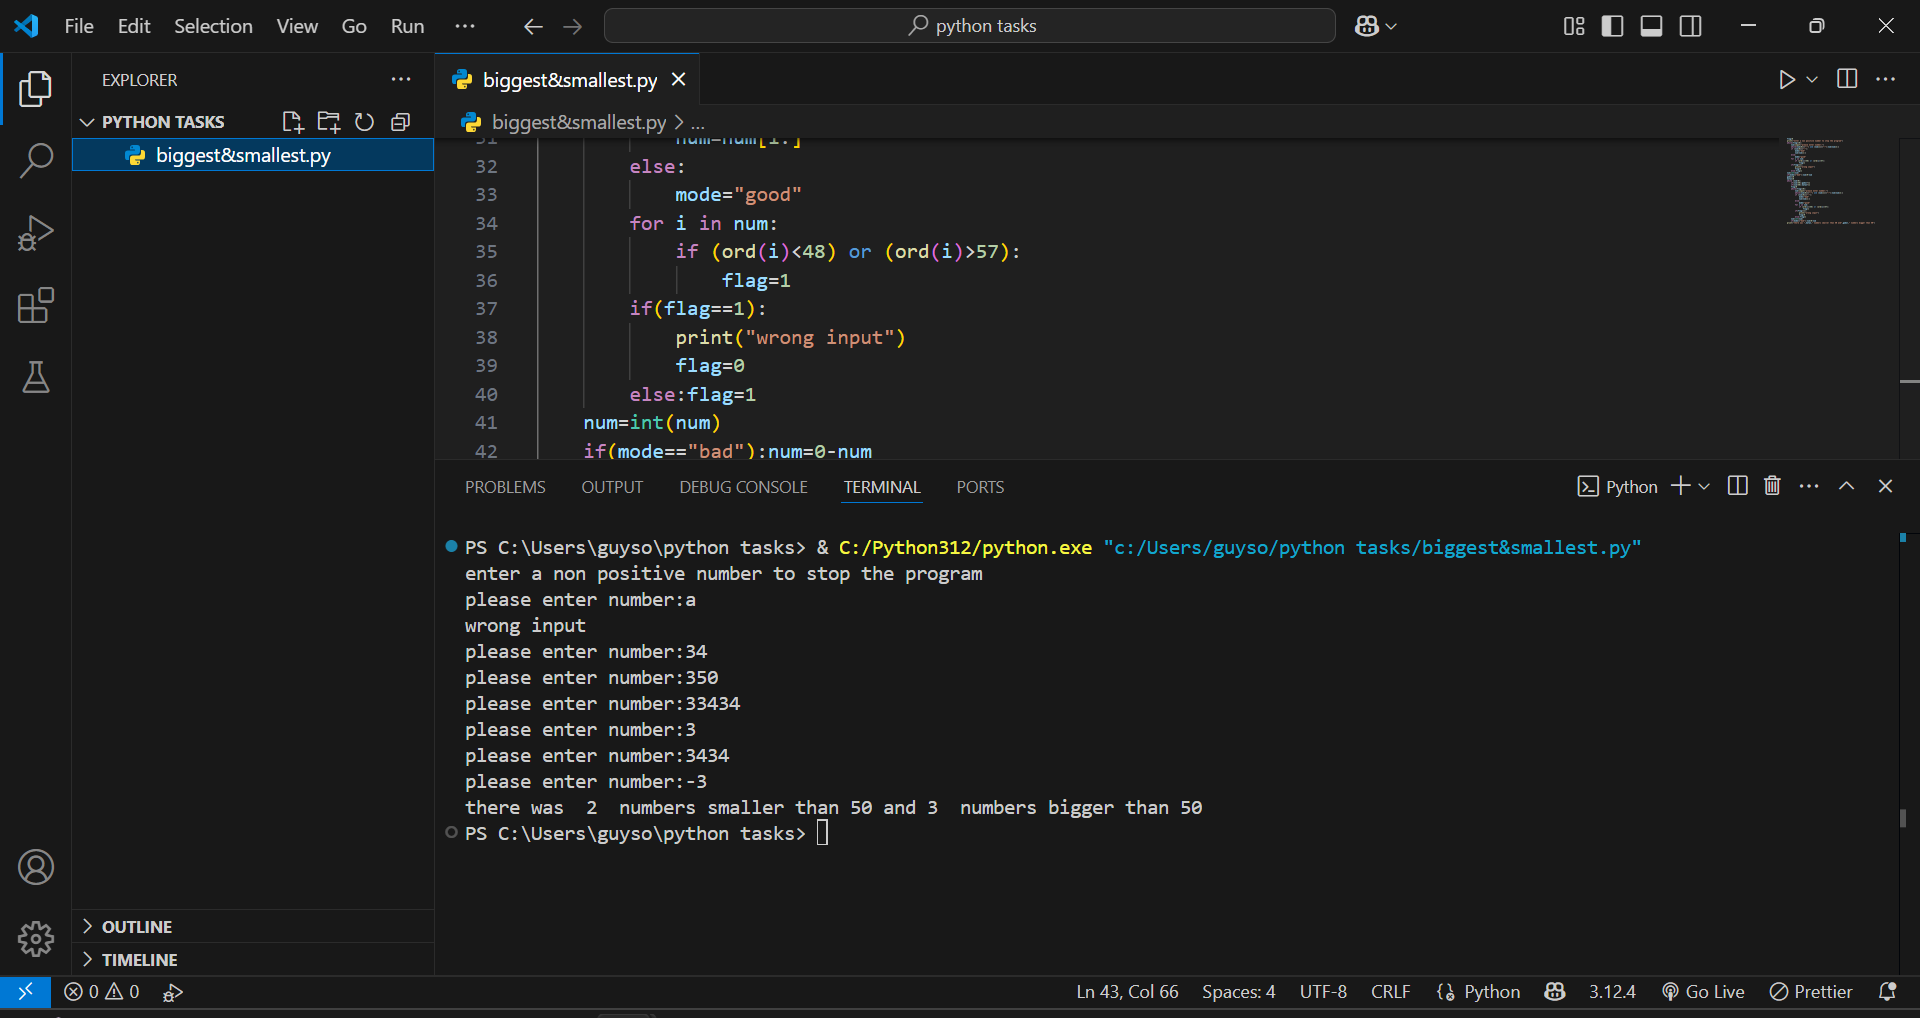 File Edit Selection View Go Run ... python tasks
EXPLORER ...
PYTHON TASKS
biggest&smallest.py
OUTLINE
TIMELINE
biggest&smallest.py
biggest&smallest.py > ...
31 num=num[1:]
32 else:
33 mode="good"
34 for i in num:
35 if (ord(i)<48) or (ord(i)>57):
36 flag=1
37 if(flag==1):
38 print("wrong input")
39 flag=0
40 else:flag=1
41 num=int(num)
42 if(mode=="bad"):num=0-num
PROBLEMS OUTPUT DEBUG CONSOLE TERMINAL PORTS Python
PS C:\Users\guyso\python tasks> & C:/Python312/python.exe "c:/Users/guyso/python tasks/biggest&smallest.py"
enter a non positive number to stop the program
please enter number:a
wrong input
please enter number:34
please enter number:350
please enter number:33434
please enter number:3
please enter number:3434
please enter number:-3
there was  2  numbers smaller than 50 and 3  numbers bigger than 50
PS C:\Users\guyso\python tasks>
0 0 Ln 43, Col 66 Spaces: 4 UTF-8 CRLF Python 3.12.4 Go Live Prettier